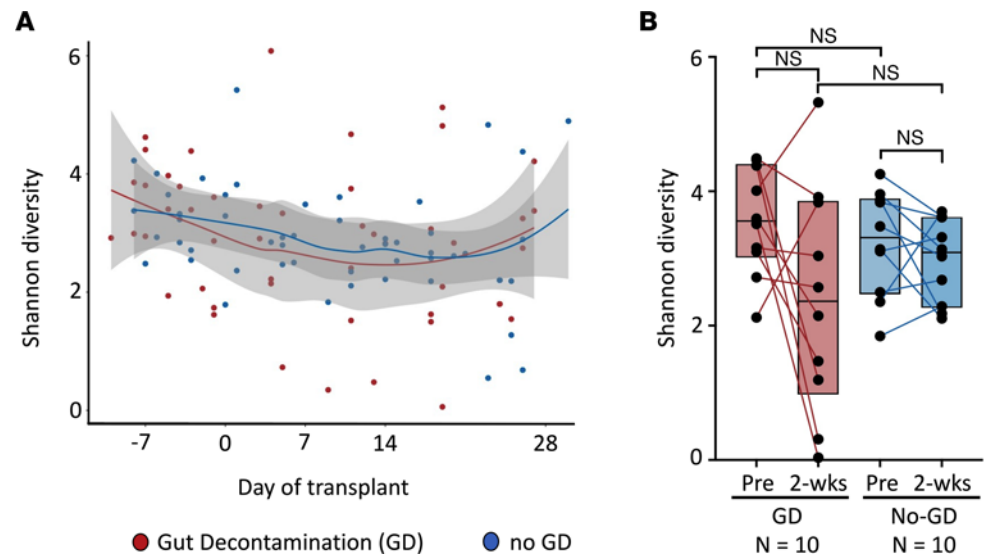 A
Shannon diversity
6
4
2
0
-7 0 7 14 28
Day of transplant
Gut Decontamination (GD) no GD
B
Shannon diversity
6
4
2
0
NS
NS
NS
NS
Pre 2-wks Pre 2-wks
GD No-GD
N = 10 N = 10